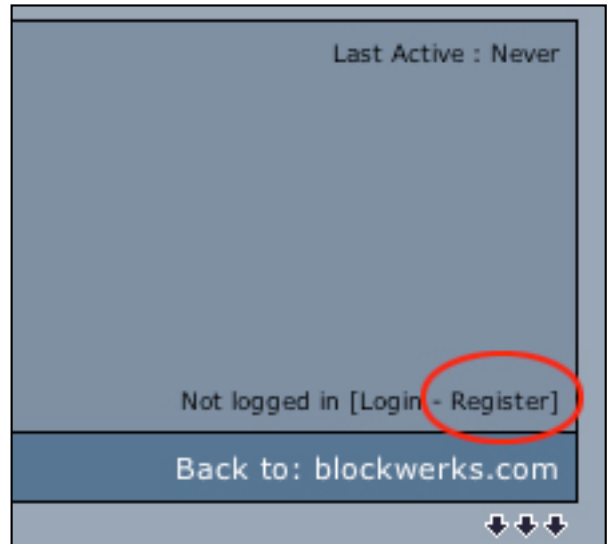 Last Active : Never
Not logged in [Login - Register]
Back to: blockwerks.com